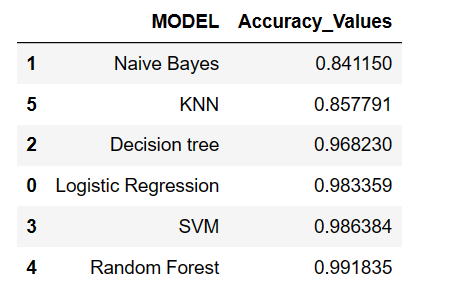 MODEL Accuracy_Values
1 Naive Bayes 0.841150
5 KNN 0.857791
2 Decision tree 0.968230
0 Logistic Regression 0.983359
3 SVM 0.986384
4 Random Forest 0.991835